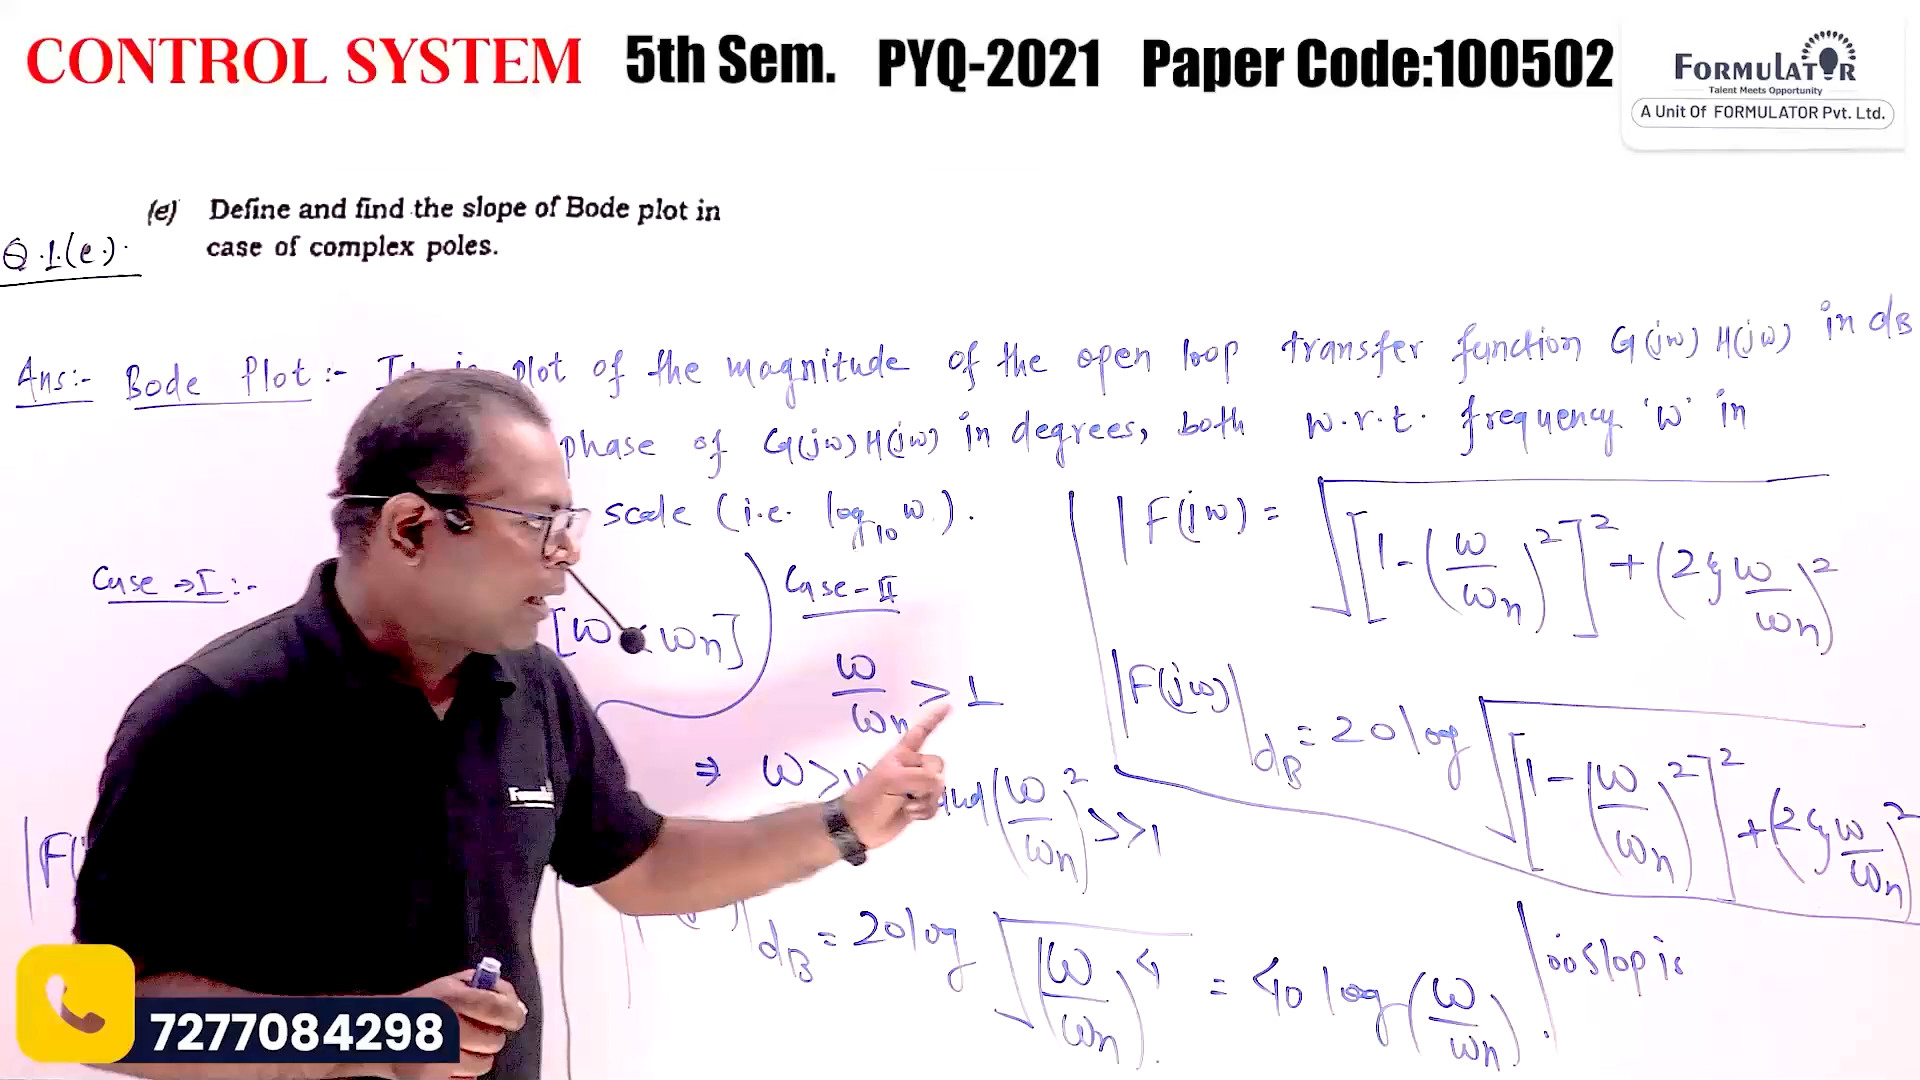 CONTROL SYSTEM 5th Sem. PYQ-2021 Paper Code:100502
FORMULATOR
Talent Meets Opportunity
A Unit Of FORMULATOR Pvt. Ltd.
(e) Define and find the slope of Bode plot in
case of complex poles.
Q.1.(e).
Ans:- Bode Plot:- It is plot of the magnitude of the open loop transfer function G(jω) H(jω) in dB
phase of G(jω) H(jω) in degrees, both w.r.t. frequency 'ω' in
scale (i.e. log₁₀ ω).
|F(jω) = √([1-(ω/ωn)²]² + (2ξω/ωn)²
Case → I:-
[ω < ωn]
Case-II
ω/ωn > 1
|F(jω)|dB = 20 log √([1-(ω/ωn)²]² + (2ξω/ωn)²
⇒ ω > and (ω/ωn)² >> 1
|F(
dB = 20 log √(ω/ωn)⁴ = 40 log (ω/ωn).
∴ Slop is
7277084298